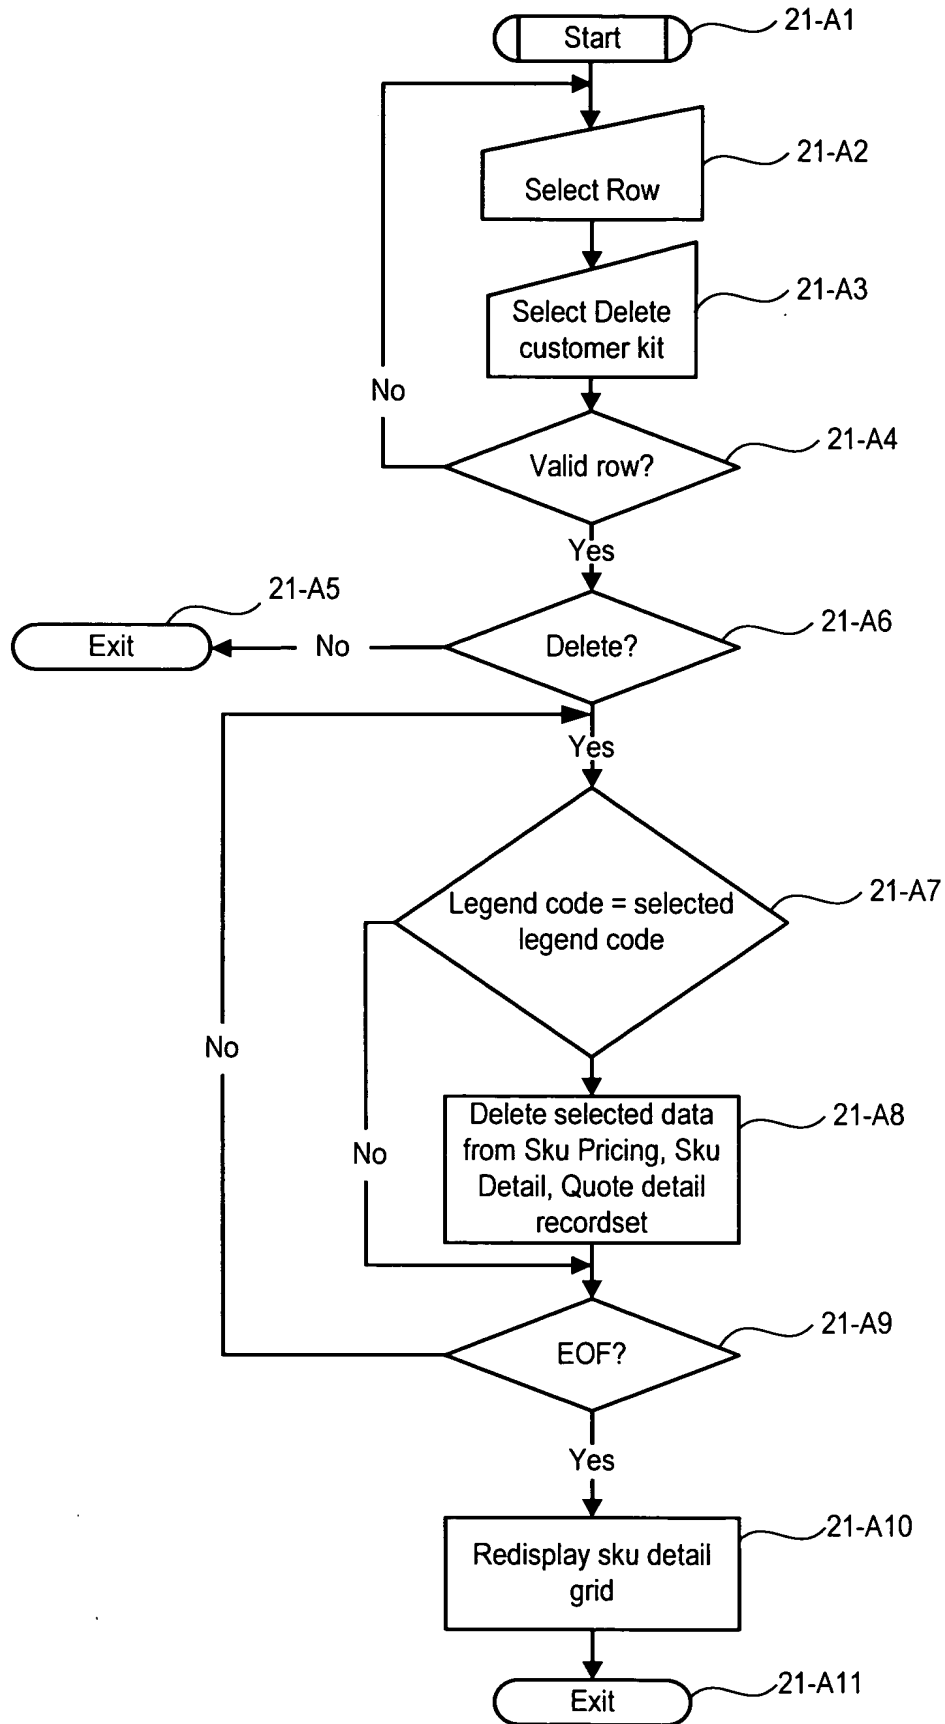 Start
21-A1
21-A2
Select Row
21-A3
Select Delete
customer kit
No
21-A4
Valid row?
Yes
21-A5
21-A6
Exit
No
Delete?
Yes
21-A7
Legend code = selected
legend code
No
21-A8
Delete selected data
from Sku Pricing, Sku
Detail, Quote detail
recordset
No
21-A9
EOF?
Yes
21-A10
Redisplay sku detail
grid
21-A11
Exit